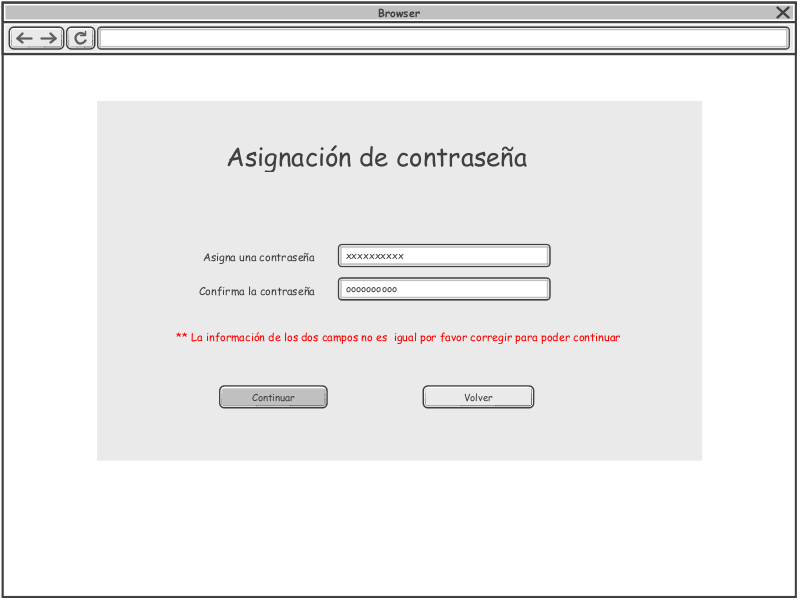 Browser
Asignación de contraseña
Asigna una contraseña xxxxxxxxxx
Confirma la contraseña oooooooooo
** La información de los dos campos no es igual por favor corregir para poder continuar
Continuar Volver